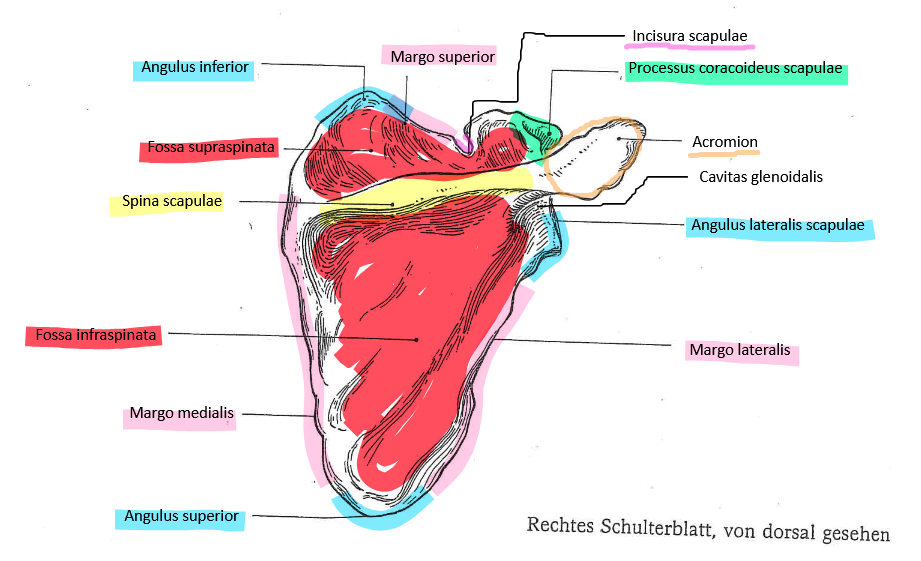 Incisura scapulae
Margo superior
Angulus inferior
Processus coracoideus scapulae
Fossa supraspinata
Acromion
Cavitas glenoidalis
Spina scapulae
Angulus lateralis scapulae
Fossa infraspinata
Margo lateralis
Margo medialis
Angulus superior
Rechtes Schulterblatt, von dorsal gesehen